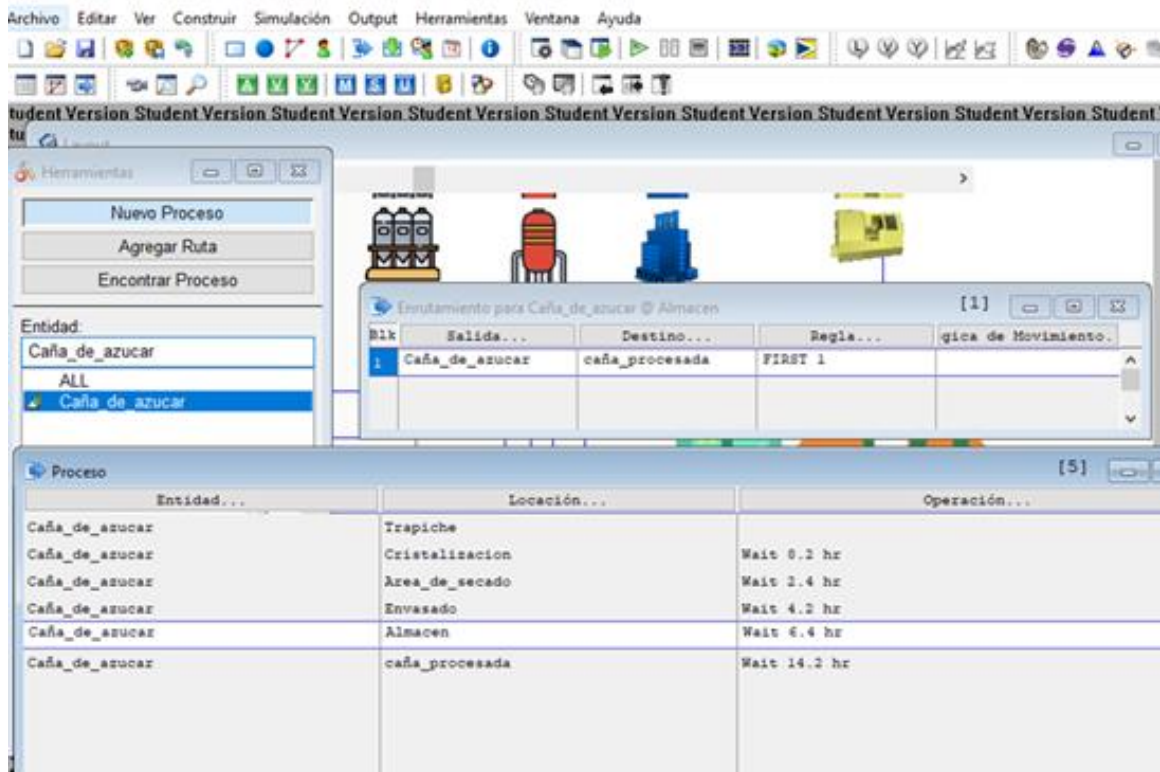 Archivo Editar Ver Construir Simulación Output Herramientas Ventana Ayuda
tudent Version Student Version Student Version Student Version Student Version Student Version Student Version Student Version Student
tu
Layout
Herramientas
Nuevo Proceso
Agregar Ruta
Encontrar Proceso
Entidad:
Caña_de_azucar
ALL
Caña_de_azucar
Enrutamiento para Caña_de_azucar @ Almacen [1]
Blk Salida... Destino... Regla... gica de Movimiento.
1 Caña_de_azucar caña_procesada FIRST 1
Proceso [5]
Entidad... Locación... Operación...
Caña_de_azucar Trapiche
Caña_de_azucar Cristalizacion Wait 0.2 hr
Caña_de_azucar Area_de_secado Wait 2.4 hr
Caña_de_azucar Envasado Wait 4.2 hr
Caña_de_azucar Almacen Wait 6.4 hr
Caña_de_azucar caña_procesada Wait 14.2 hr